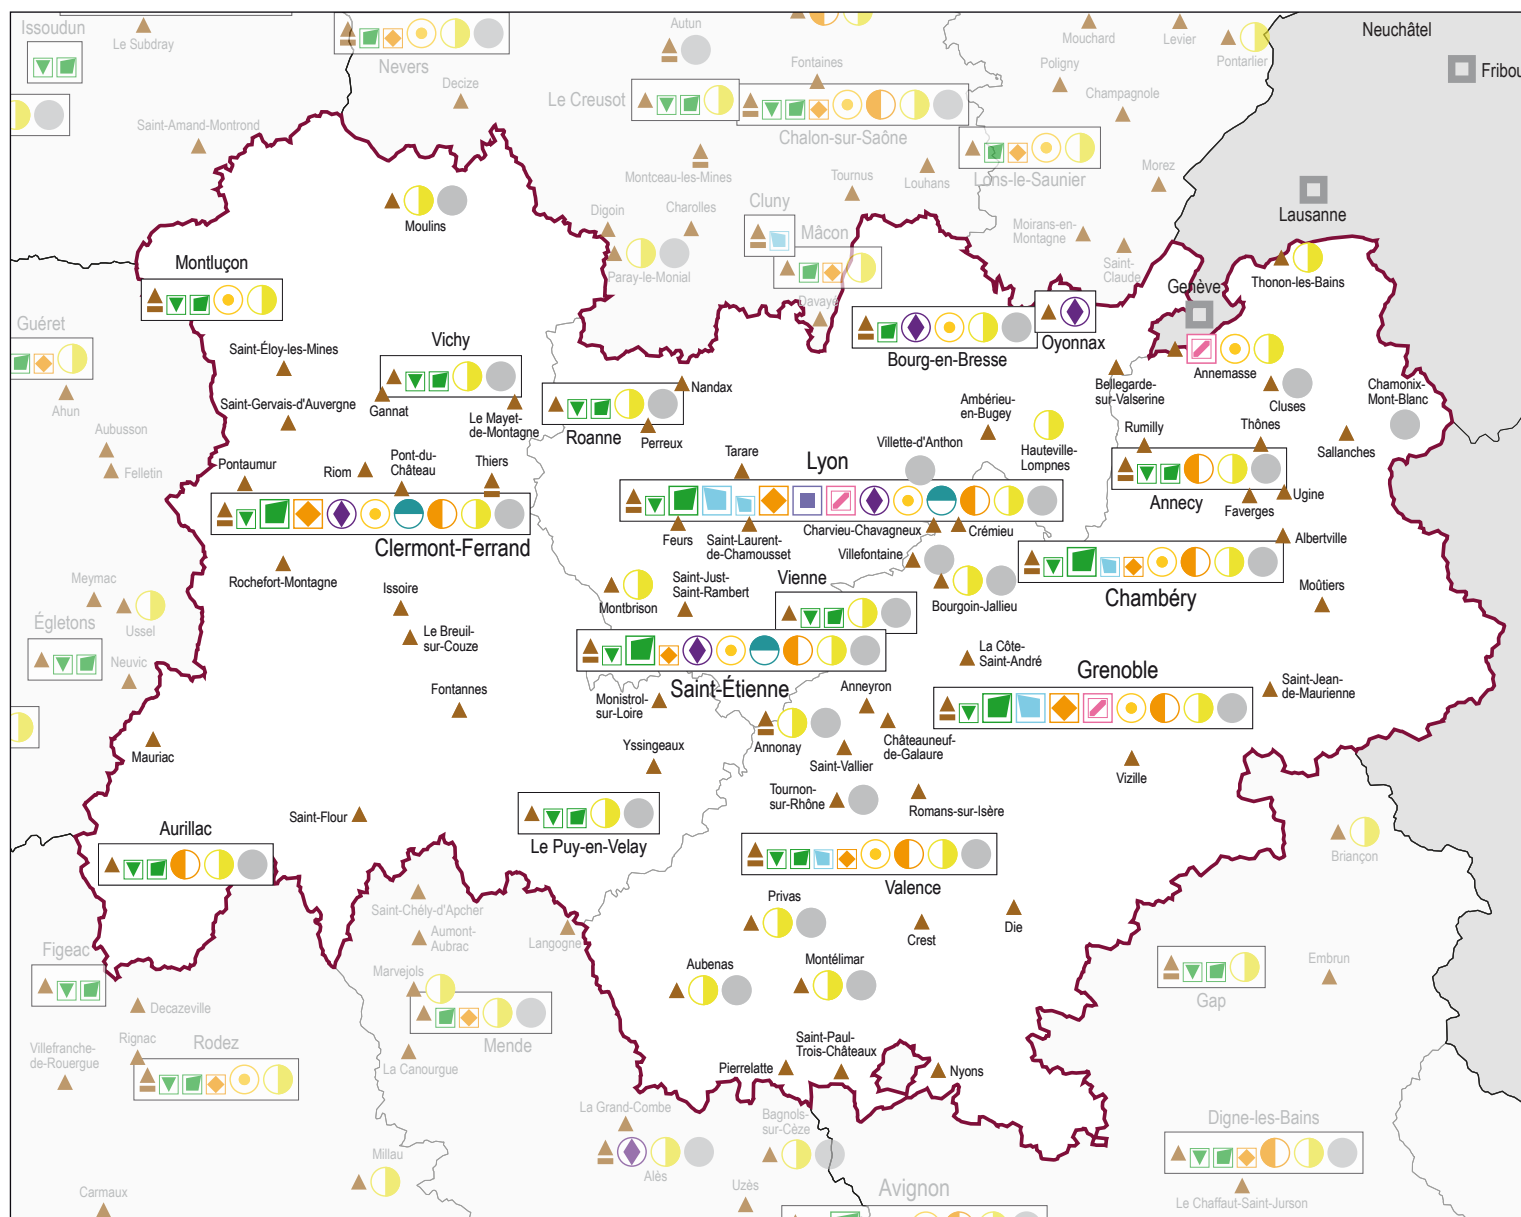 Issoudun
Le Subdray
Nevers
Decize
Saint-Amand-Montrond
Autun
Fontaines
Le Creusot
Chalon-sur-Saône
Montceau-les-Mines
Mouchard
Levier
Pontarlier
Poligny
Champagnole
Lons-le-Saunier
Louhans
Tournus
Morez
Neuchâtel
Lausanne
Moulins
Digoin
Charolles
Paray-le-Monial
Cluny
Mâcon
Davayé
Moirans-en-
Montagne
Saint-
Claude
Genève
Thonon-les-Bains
Montluçon
Guéret
Ahun
Aubusson
Felletin
Saint-Éloy-les-Mines
Vichy
Gannat
Le Mayet-
de-Montagne
Saint-Gervais-d'Auvergne
Bourg-en-Bresse
Oyonnax
Annemasse
Bellegarde-
sur-Valserine
Cluses
Chamonix-
Mont-Blanc
Nandax
Roanne
Perreux
Ambérieu-
en-Bugey
Hauteville-
Lompnes
Rumilly
Thônes
Sallanches
Pontaumur
Riom
Pont-du-
Château
Thiers
Tarare
Lyon
Villette-d'Anthon
Annecy
Faverges
Ugine
Clermont-Ferrand
Feurs
Saint-Laurent-
de-Chamousset
Charvieu-Chavagneux
Crémieu
Albertville
Rochefort-Montagne
Issoire
Le Breuil-
sur-Couze
Montbrison
Saint-Just-
Saint-Rambert
Vienne
Villefontaine
Bourgoin-Jallieu
Chambéry
Moûtiers
Meymac
Ussel
Égletons
Neuvic
Fontannes
Saint-Étienne
La Côte-
Saint-André
Grenoble
Saint-Jean-
de-Maurienne
Monistrol-
sur-Loire
Annonay
Anneyron
Châteauneuf-
de-Galaure
Saint-Vallier
Mauriac
Yssingeaux
Tournon-
sur-Rhône
Romans-sur-Isère
Vizille
Saint-Flour
Aurillac
Le Puy-en-Velay
Valence
Briançon
Saint-Chély-d'Apcher
Aumont-
Aubrac
Langogne
Privas
Crest
Die
Figeac
Decazeville
Marvejols
Mende
Aubenas
Montélimar
Gap
Embrun
Villefranche-
de-Rouergue
Rignac
Rodez
La Canourgue
Pierrelatte
Saint-Paul-
Trois-Châteaux
Nyons
La Grand-Combe
Alès
Bagnols-
sur-Cèze
Digne-les-Bains
Le Chaffaut-Saint-Jurson
Millau
Carmaux
Uzès
Avignon